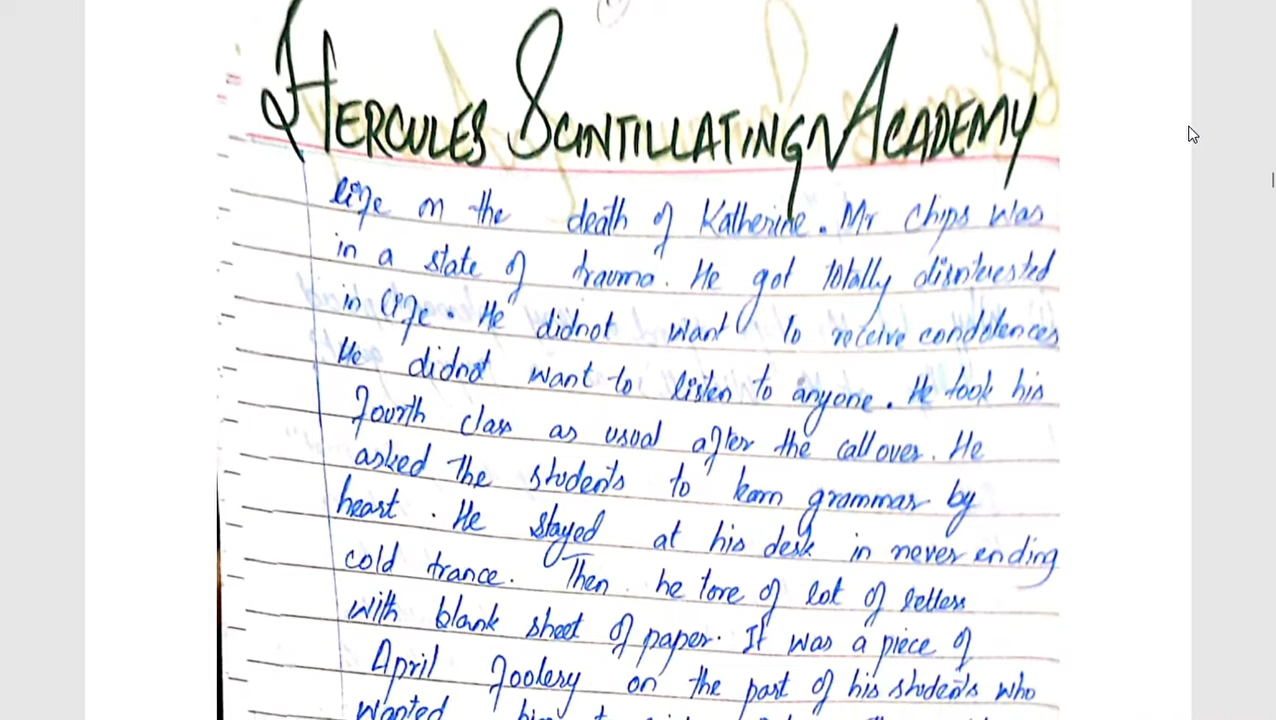 HERCULES SCINTILLATING ACADEMY
life on the death of Katherine. Mr Chips was
in a state of trauma. He got totally disinterested
in life. He didnot want to receive condolences
He didnot want to listen to anyone. He took his
fourth class as usual after the call over. He
asked the students to learn grammar by
heart. He stayed at his desk in never ending
cold trance. Then he tore of lot of letters
with blank sheet of paper. It was a piece of
April foolery on the part of his students who
wanted him